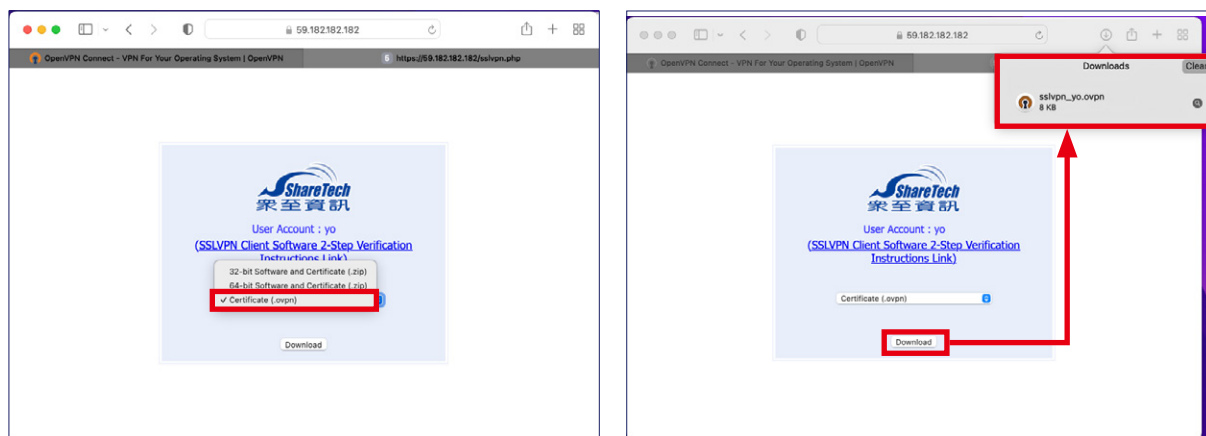 59.182.182.182
OpenVPN Connect - VPN For Your Operating System | OpenVPN
6 https://59.182.182.182/sslvpn.php
ShareTech
眾至資訊
User Account : yo
(SSLVPN Client Software 2-Step Verification
Instructions Link)
32-bit Software and Certificate (.zip)
64-bit Software and Certificate (.zip)
✓ Certificate (.ovpn)
Download
59.182.182.182
OpenVPN Connect - VPN For Your Operating System | OpenVPN
Downloads
Clear
sslvpn_yo.ovpn
8 KB
ShareTech
眾至資訊
User Account : yo
(SSLVPN Client Software 2-Step Verification
Instructions Link)
Certificate (.ovpn)
Download